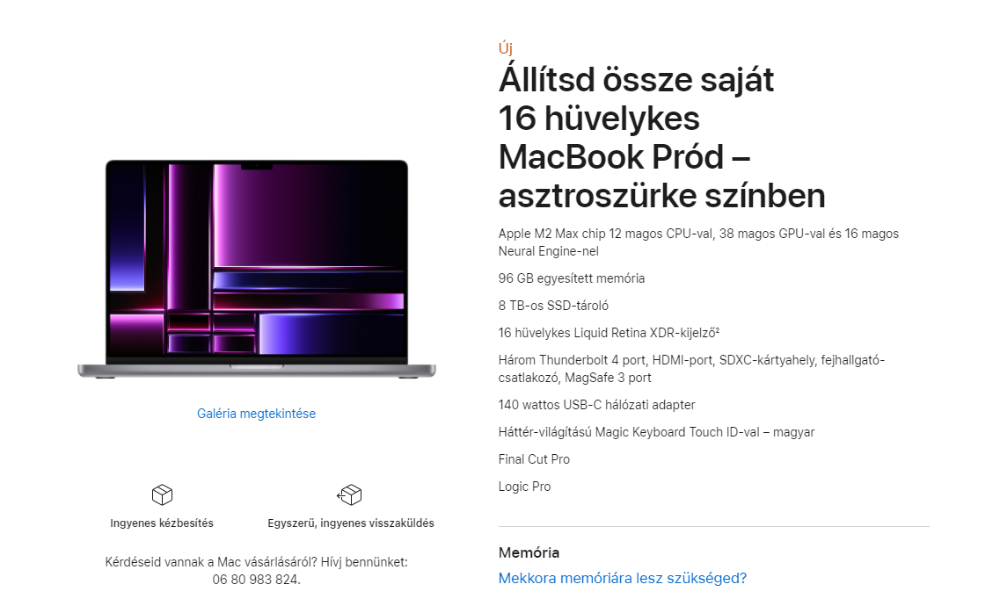 Új
Állítsd össze saját
16 hüvelykes
MacBook Pród –
asztroszürke színben
Apple M2 Max chip 12 magos CPU-val, 38 magos GPU-val és 16 magos
Neural Engine-nel
96 GB egyesített memória
8 TB-os SSD-tároló
16 hüvelykes Liquid Retina XDR-kijelző²
Három Thunderbolt 4 port, HDMI-port, SDXC-kártyahely, fejhallgató-
csatlakozó, MagSafe 3 port
140 wattos USB-C hálózati adapter
Háttér-világítású Magic Keyboard Touch ID-val – magyar
Final Cut Pro
Logic Pro
Galéria megtekintése
Ingyenes kézbesítés
Egyszerű, ingyenes visszaküldés
Kérdéseid vannak a Mac vásárlásáról? Hívj bennünket:
06 80 983 824.
Memória
Mekkora memóriára lesz szükséged?